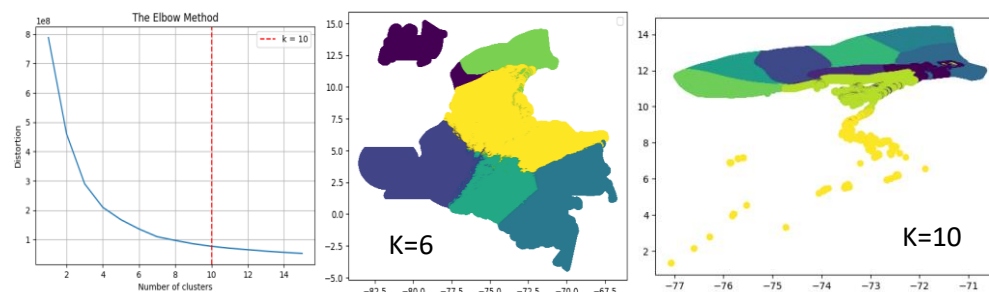 The Elbow Method
1e8
k = 10
8
7
6
5
4
3
2
1
Distortion
2 4 6 8 10 12 14
Number of clusters
15.0
12.5
10.0
7.5
5.0
2.5
0.0
−2.5
−5.0
K=6
−82.5 −80.0 −77.5 −75.0 −72.5 −70.0 −67.5
14
12
10
8
6
4
2
K=10
−77 −76 −75 −74 −73 −72 −71